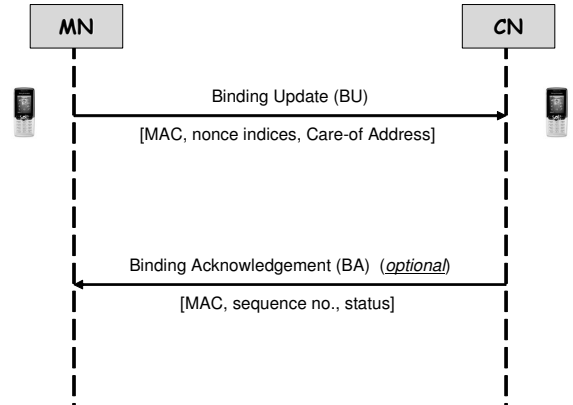 MN
CN
Binding Update (BU)
[MAC, nonce indices, Care-of Address]
Binding Acknowledgement (BA) (optional)
[MAC, sequence no., status]